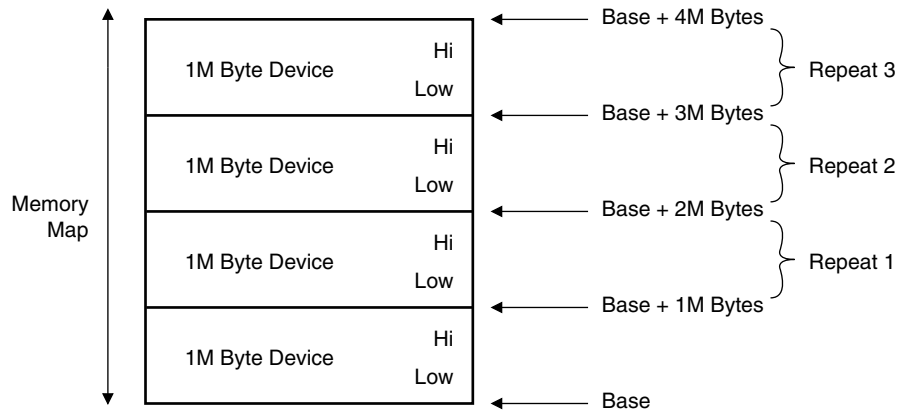 Base + 4M Bytes
Hi
1M Byte Device
Low
Repeat 3
Base + 3M Bytes
Hi
1M Byte Device
Low
Repeat 2
Memory
Map
Base + 2M Bytes
Hi
1M Byte Device
Low
Repeat 1
Base + 1M Bytes
Hi
1M Byte Device
Low
Base